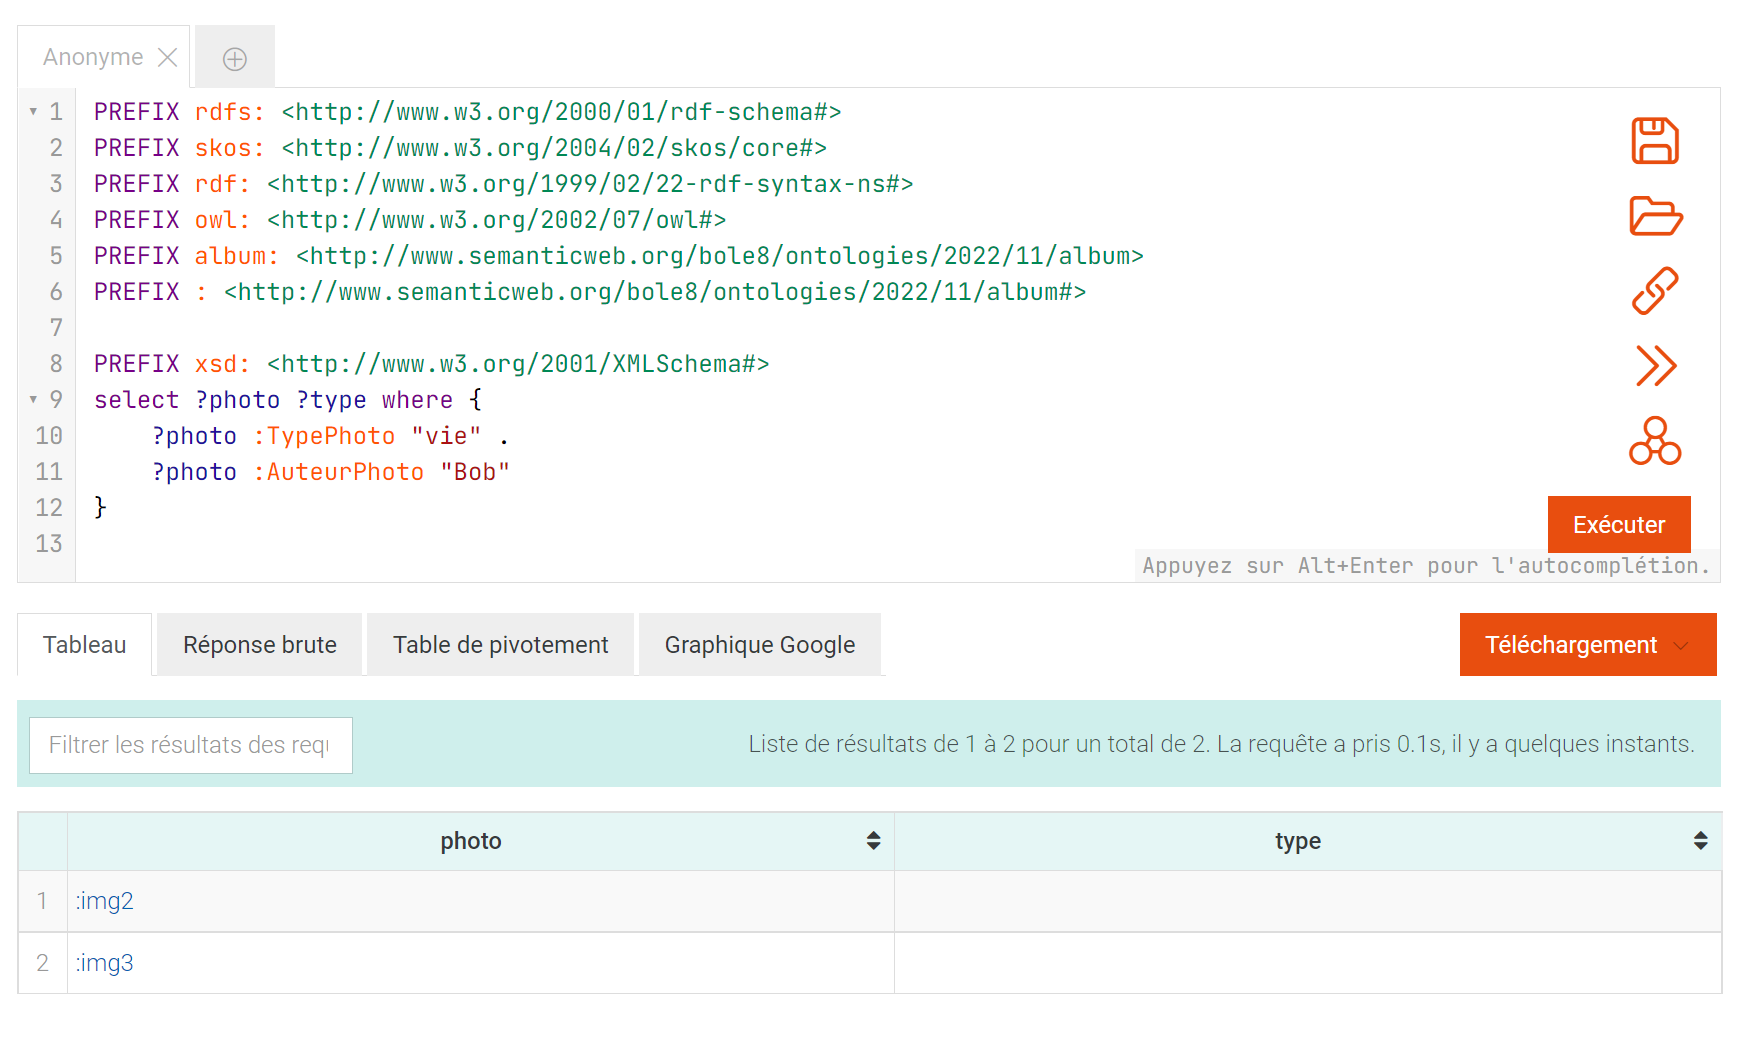 Anonyme
1 PREFIX rdfs: <http://www.w3.org/2000/01/rdf-schema#>
2 PREFIX skos: <http://www.w3.org/2004/02/skos/core#>
3 PREFIX rdf: <http://www.w3.org/1999/02/22-rdf-syntax-ns#>
4 PREFIX owl: <http://www.w3.org/2002/07/owl#>
5 PREFIX album: <http://www.semanticweb.org/bole8/ontologies/2022/11/album>
6 PREFIX : <http://www.semanticweb.org/bole8/ontologies/2022/11/album#>
7
8 PREFIX xsd: <http://www.w3.org/2001/XMLSchema#>
9 select ?photo ?type where {
10 ?photo :TypePhoto "vie" .
11 ?photo :AuteurPhoto "Bob"
12 }
13
Exécuter
Appuyez sur Alt+Enter pour l'autocomplétion.
Tableau Réponse brute Table de pivotement Graphique Google Téléchargement
Filtrer les résultats des requ Liste de résultats de 1 à 2 pour un total de 2. La requête a pris 0.1s, il y a quelques instants.
photo type
1 :img2
2 :img3